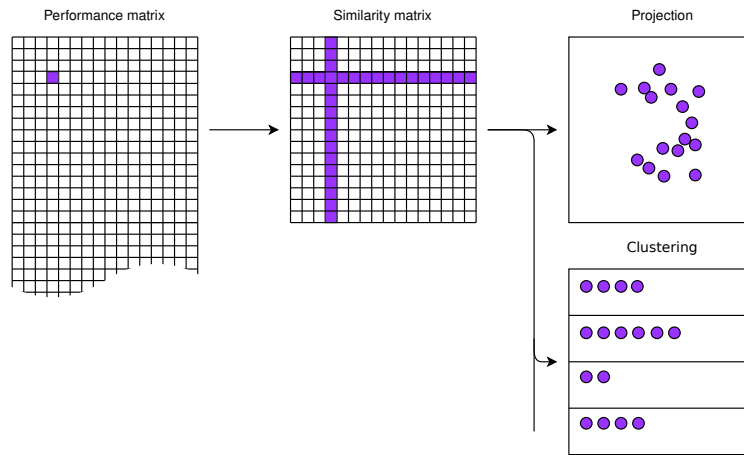 Performance matrix
Similarity matrix
Projection
Clustering